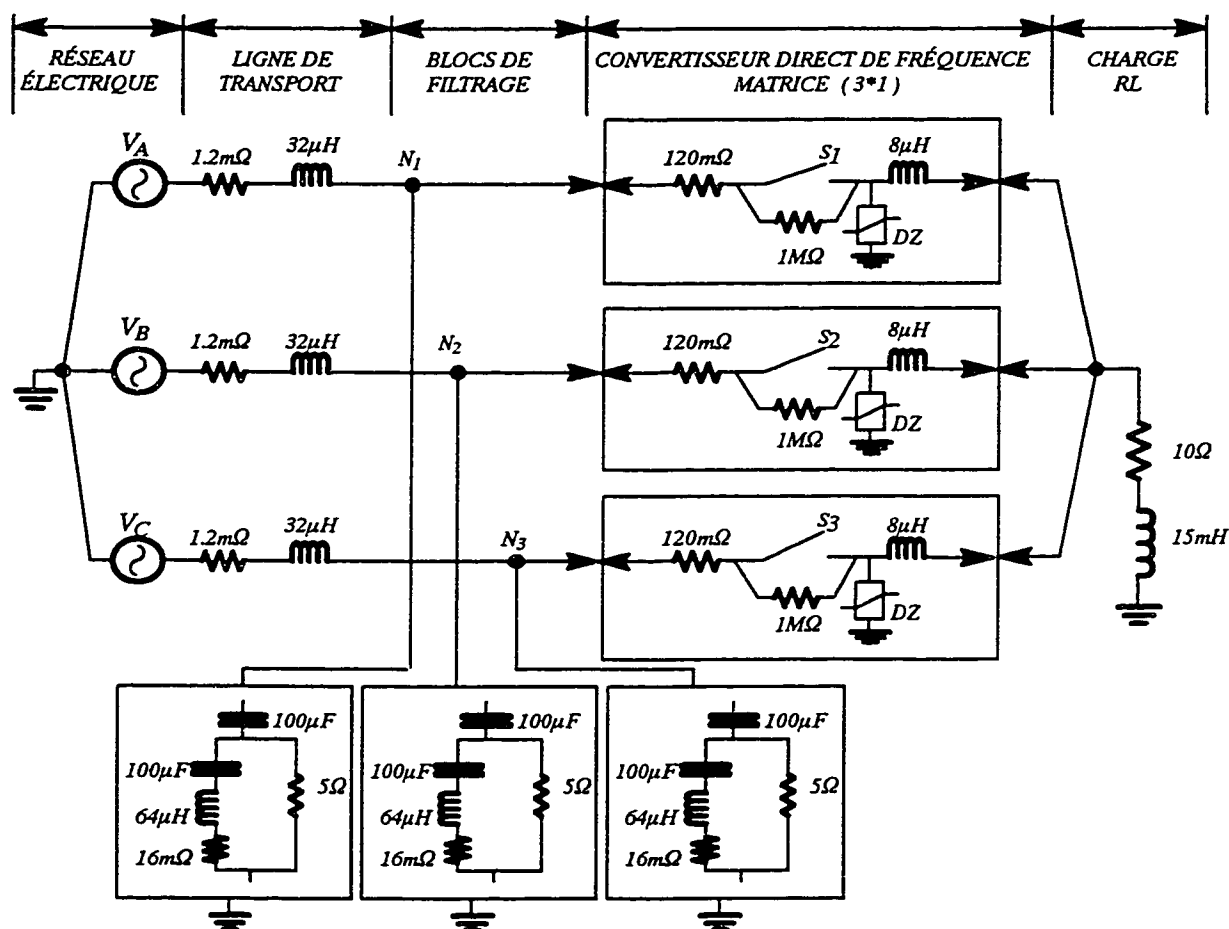 RÉSEAU
ÉLECTRIQUE
LIGNE DE
TRANSPORT
BLOCS DE
FILTRAGE
CONVERTISSEUR DIRECT DE FRÉQUENCE
MATRICE ( 3*1 )
CHARGE
RL
V_A
1.2mΩ
32μH
N_1
120mΩ
S1
8μH
1MΩ
DZ
V_B
1.2mΩ
32μH
N_2
120mΩ
S2
8μH
1MΩ
DZ
10Ω
15mH
V_C
1.2mΩ
32μH
N_3
120mΩ
S3
8μH
1MΩ
DZ
100μF
100μF
5Ω
64μH
16mΩ
100μF
100μF
5Ω
64μH
16mΩ
100μF
100μF
5Ω
64μH
16mΩ